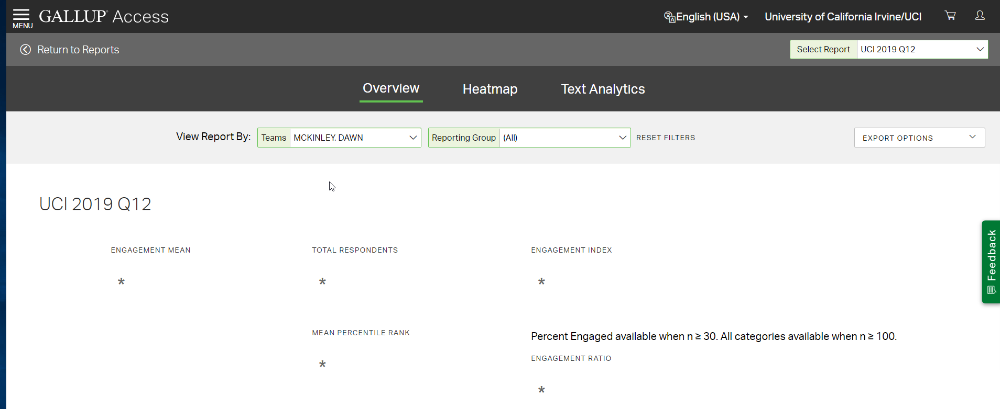 MENU
GALLUP® Access
English (USA)
University of California Irvine/UCI
Return to Reports
Select Report
UCI 2019 Q12
Overview
Heatmap
Text Analytics
View Report By:
Teams
MCKINLEY, DAWN
Reporting Group
(All)
RESET FILTERS
EXPORT OPTIONS
UCI 2019 Q12
ENGAGEMENT MEAN
*
TOTAL RESPONDENTS
*
ENGAGEMENT INDEX
*
MEAN PERCENTILE RANK
*
Percent Engaged available when n ≥ 30. All categories available when n ≥ 100.
ENGAGEMENT RATIO
*
Feedback